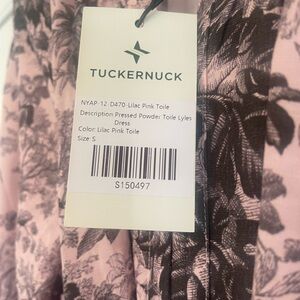 TUCKERNUCK
NYAP-12-D470-Lilac Pink Toile
Description:Pressed Powder Toile Lyles
Dress
Color: Lilac Pink Toile
Size: S
S150497